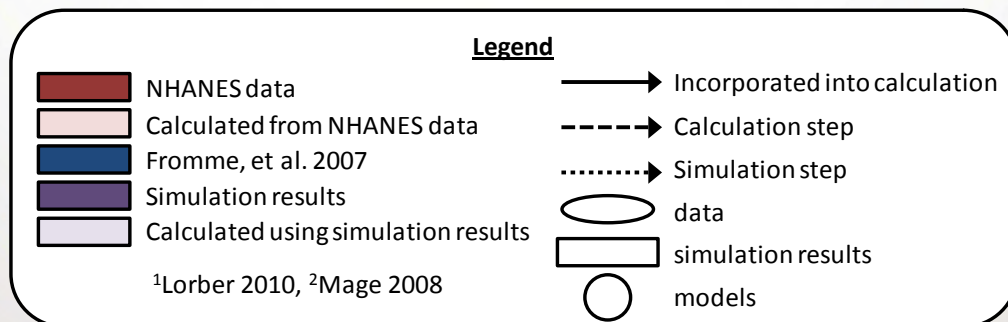 Legend
NHANES data
Calculated from NHANES data
Fromme, et al. 2007
Simulation results
Calculated using simulation results
¹Lorber 2010, ²Mage 2008
Incorporated into calculation
Calculation step
Simulation step
data
simulation results
models